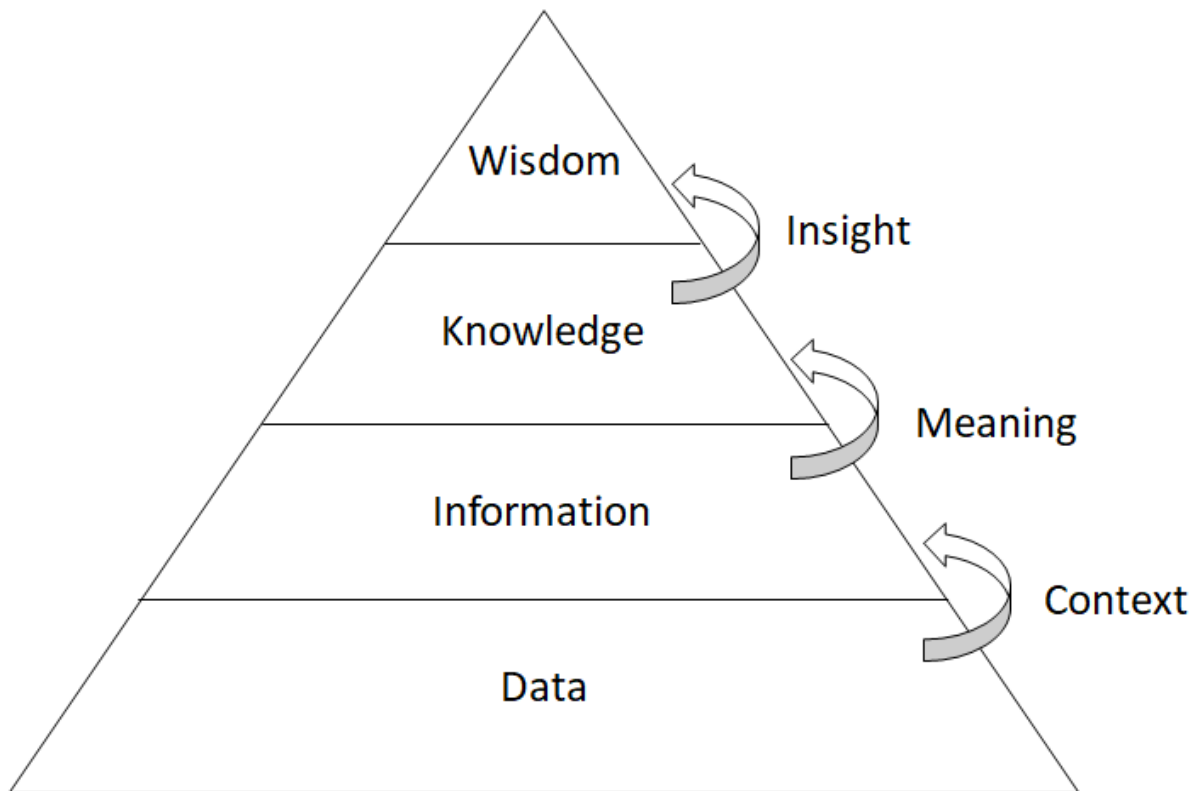 Wisdom
Insight
Knowledge
Meaning
Information
Context
Data